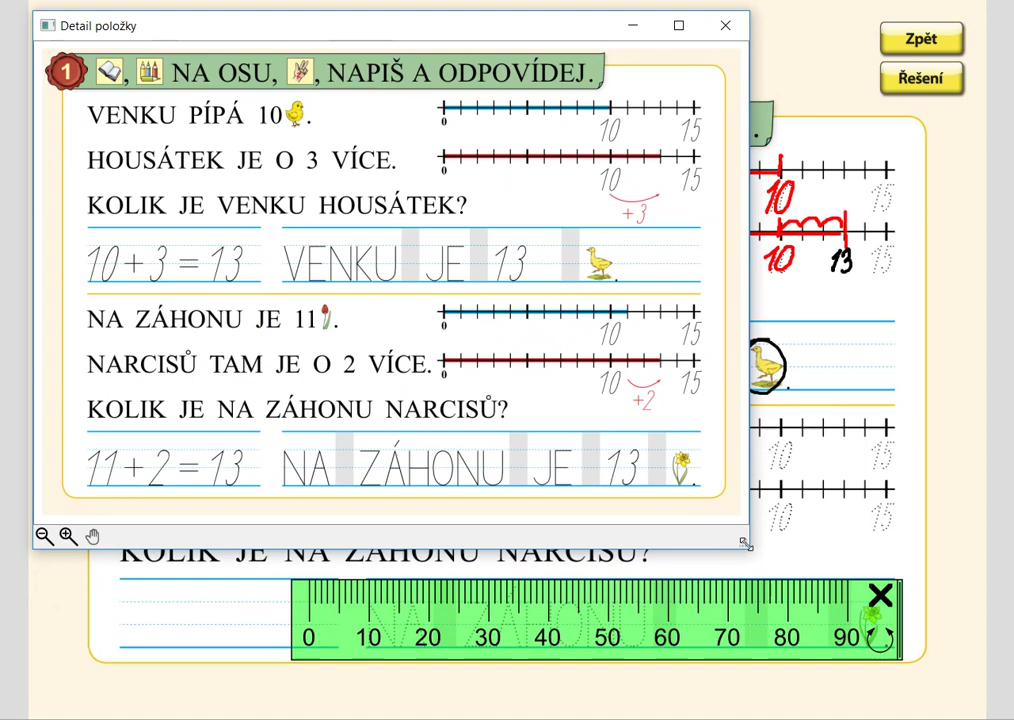 Detail položky
Zpět
Řešení
1 , NA OSU, , NAPIŠ A ODPOVÍDEJ.
.
VENKU PÍPÁ 10 .
0 10 15
HOUSÁTEK JE O 3 VÍCE.
0 10 15
+3
KOLIK JE VENKU HOUSÁTEK?
10 + 3 = 13 VENKU JE 13 .
10 15
10 13 15
.
NA ZÁHONU JE 11 .
0 10 15
NARCISŮ TAM JE O 2 VÍCE.
0 10 15
+2
KOLIK JE NA ZÁHONU NARCISŮ?
11 + 2 = 13 NA ZÁHONU JE 13 .
10 15
10 15
KOLIK JE NA ZÁHONU NARCISŮ?
NA ZÁHONU
0 10 20 30 40 50 60 70 80 90